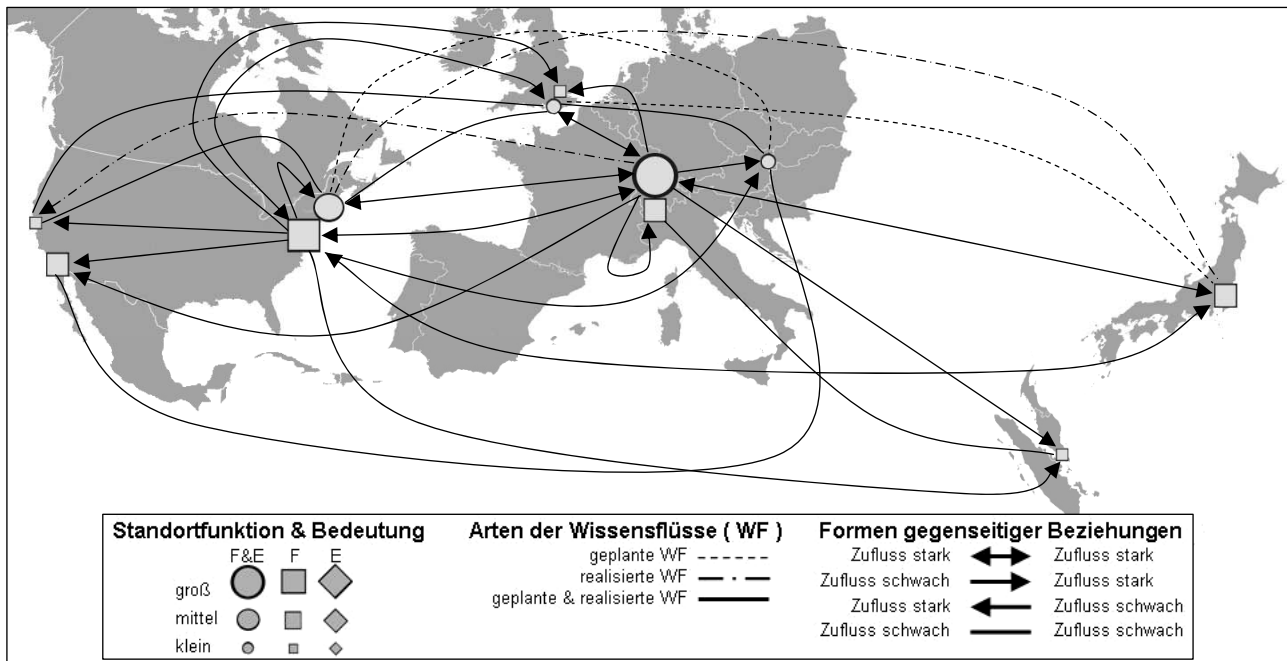 Standortfunktion & Bedeutung
F&E F E
groß
mittel
klein
Arten der Wissensflüsse ( WF )
geplante WF
realisierte WF
geplante & realisierte WF
Formen gegenseitiger Beziehungen
Zufluss stark Zufluss stark
Zufluss schwach Zufluss stark
Zufluss stark Zufluss schwach
Zufluss schwach Zufluss schwach